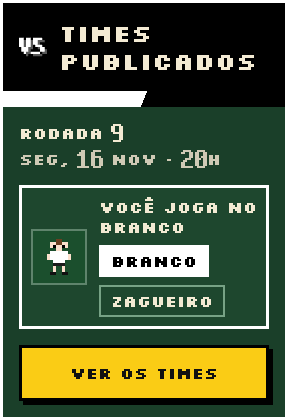 VS
TIMES
PUBLICADOS
RODADA 9
SEG, 16 NOV · 20H
VOCÊ JOGA NO
BRANCO
BRANCO
ZAGUEIRO
VER OS TIMES